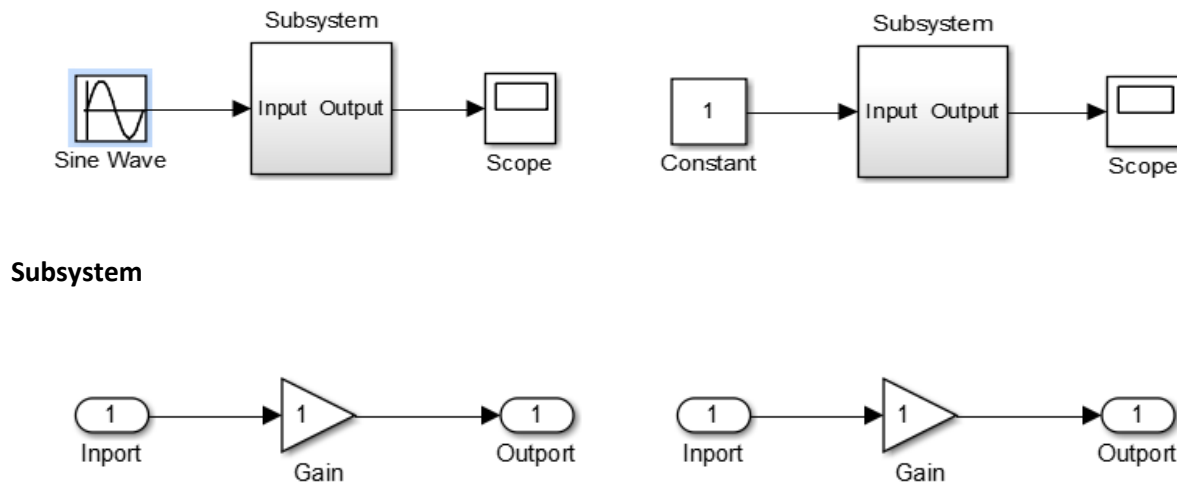 Subsystem
Input Output
Sine Wave
Scope
Subsystem
1
Input Output
Constant
Scope
Subsystem
1
Inport
1
Gain
1
Outport
1
Inport
1
Gain
1
Outport